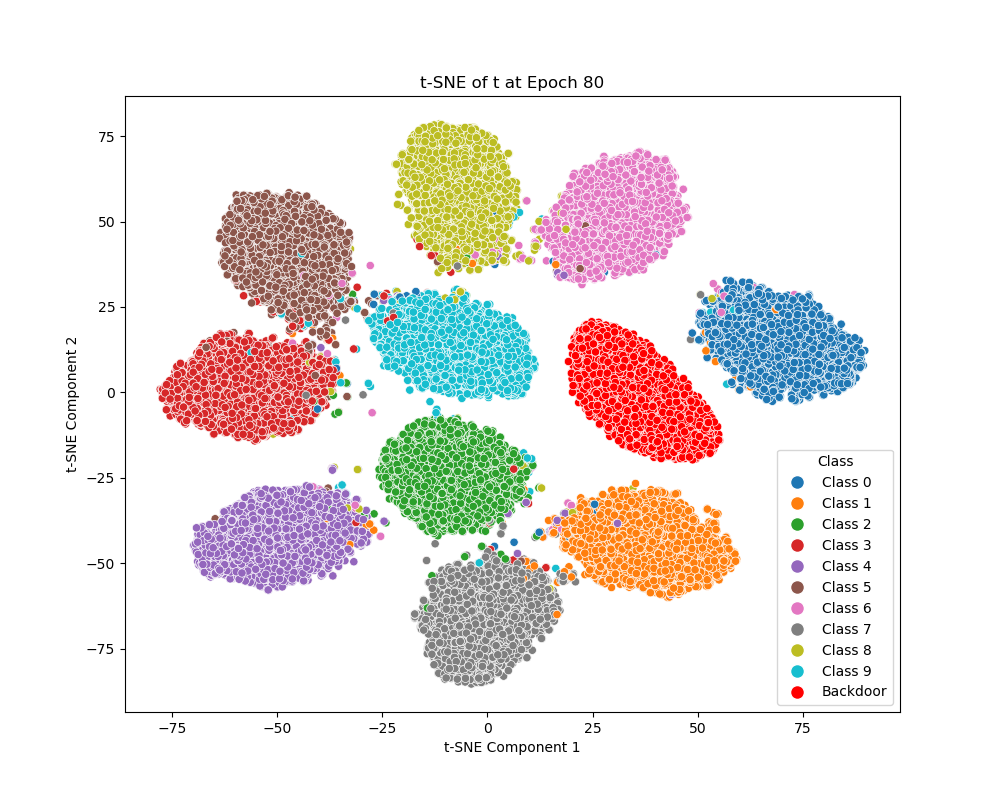 t-SNE of t at Epoch 80
t-SNE Component 2
75
50
25
0
−25
−50
−75
−75
−50
−25
0
25
50
75
t-SNE Component 1
Class
Class 0
Class 1
Class 2
Class 3
Class 4
Class 5
Class 6
Class 7
Class 8
Class 9
Backdoor